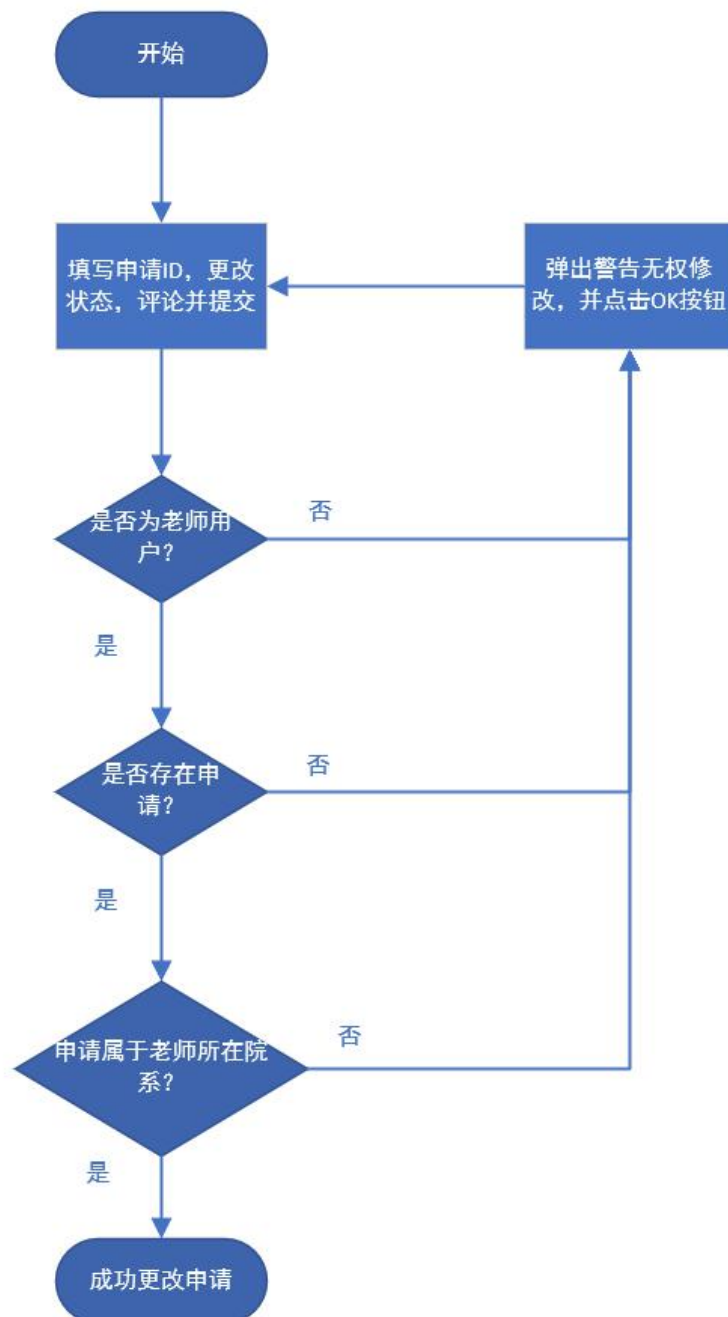 开始
填写申请ID，更改
状态，评论并提交
弹出警告无权修
改，并点击OK按钮
是否为老师用
户？
否
是
是否存在申
请？
否
是
申请属于老师所在院
系？
否
是
成功更改申请